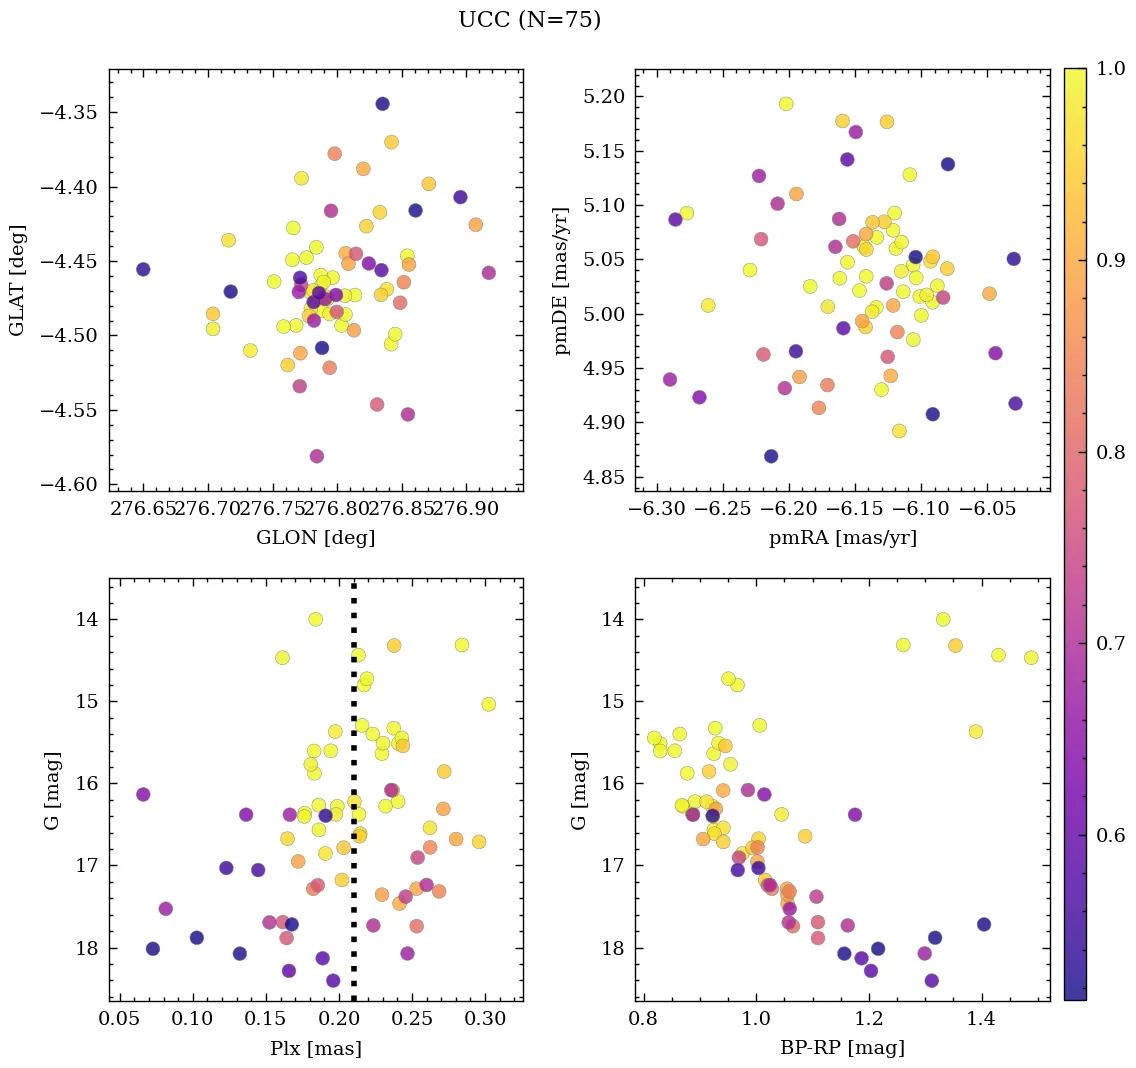 UCC (N=75)
−4.35
−4.40
−4.45
−4.50
−4.55
−4.60
GLAT [deg]
276.65 276.70 276.75 276.80 276.85 276.90
GLON [deg]
5.20
5.15
5.10
5.05
5.00
4.95
4.90
4.85
pmDE [mas/yr]
−6.30 −6.25 −6.20 −6.15 −6.10 −6.05
pmRA [mas/yr]
14
15
16
17
18
G [mag]
0.05 0.10 0.15 0.20 0.25 0.30
Plx [mas]
14
15
16
17
18
G [mag]
0.8 1.0 1.2 1.4
BP-RP [mag]
1.0
0.9
0.8
0.7
0.6